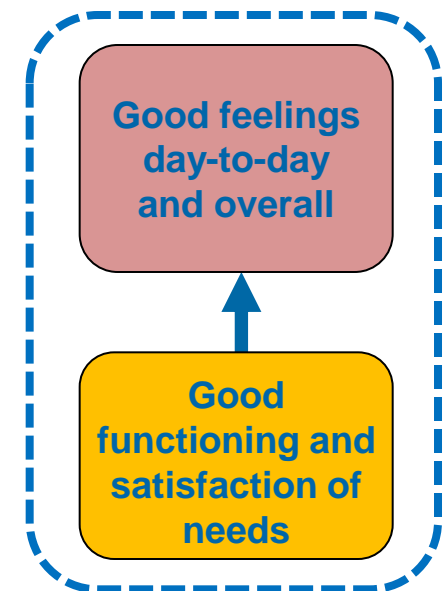 Good feelings
day-to-day
and overall
Good
functioning and
satisfaction of
needs